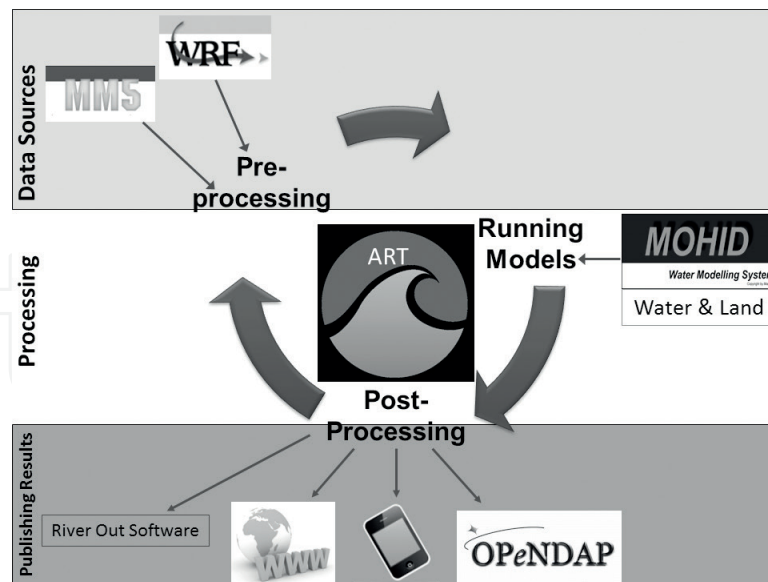 Data Sources
MM5
WRF
Pre-
processing
Processing
ART
Running
Models
MOHID
Water Modelling System
Water & Land
Post-
Processing
Publishing Results
River Out Software
WWW
OPeNDAP